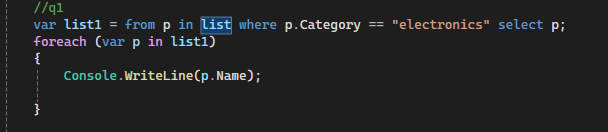 //q1
var list1 = from p in list where p.Category == "electronics" select p;
foreach (var p in list1)
{
Console.WriteLine(p.Name);
}